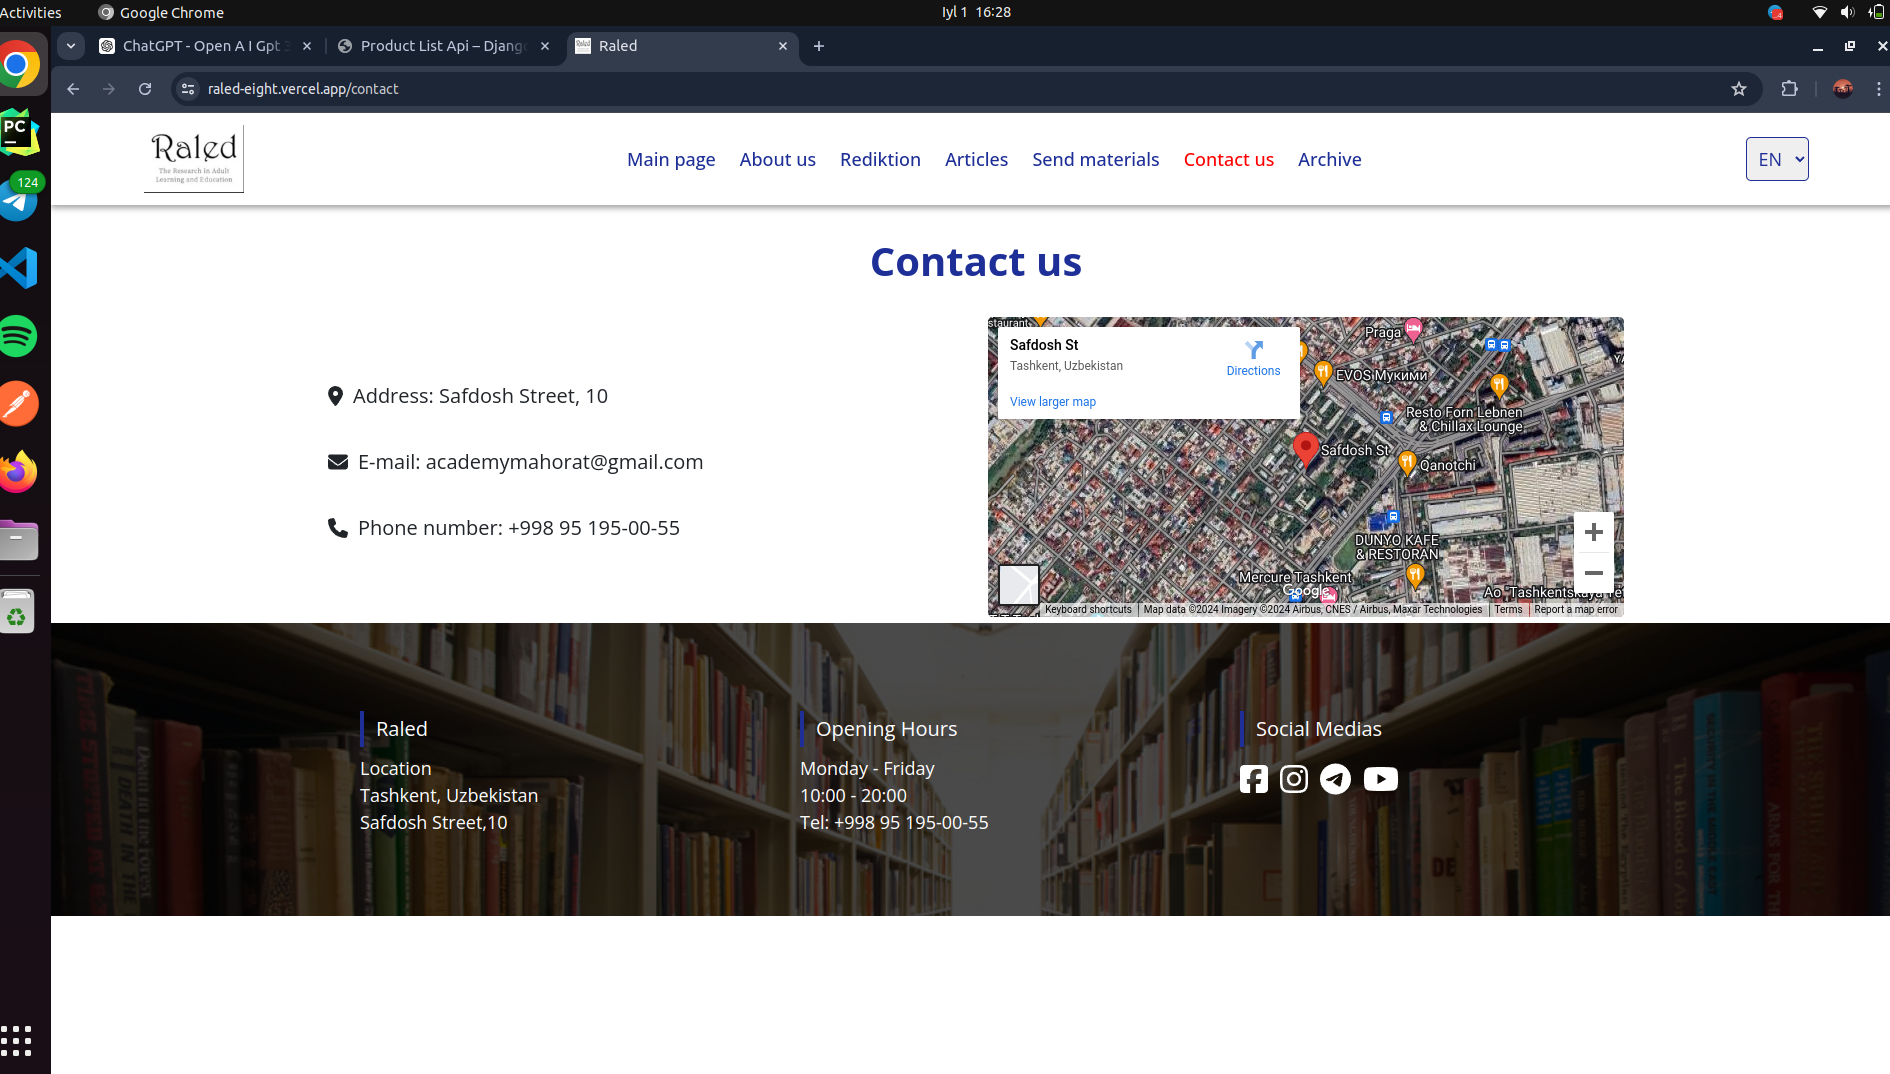 Activities
Google Chrome
Iyl 1 16:28
ChatGPT - Open A I Gpt 3
Product List Api – Django
Raled
raled-eight.vercel.app/contact
PC
124
Raled
The Research in Adult
Learning and Education
Main page
About us
Rediktion
Articles
Send materials
Contact us
Archive
EN
Contact us
Address: Safdosh Street, 10
E-mail: academymahorat@gmail.com
Phone number: +998 95 195-00-55
staurant
Safdosh St
Tashkent, Uzbekistan
Directions
View larger map
Praga
EVOS Мукими
Resto Forn Lebnen
& Chillax Lounge
Safdosh St
Qanotchi
DUNYO KAFE
& RESTORAN
Mercure Tashkent
Google
Keyboard shortcuts
Map data ©2024 Imagery ©2024 Airbus, CNES / Airbus, Maxar Technologies
Terms
Report a map error
Raled
Location
Tashkent, Uzbekistan
Safdosh Street,10
Opening Hours
Monday - Friday
10:00 - 20:00
Tel: +998 95 195-00-55
Social Medias